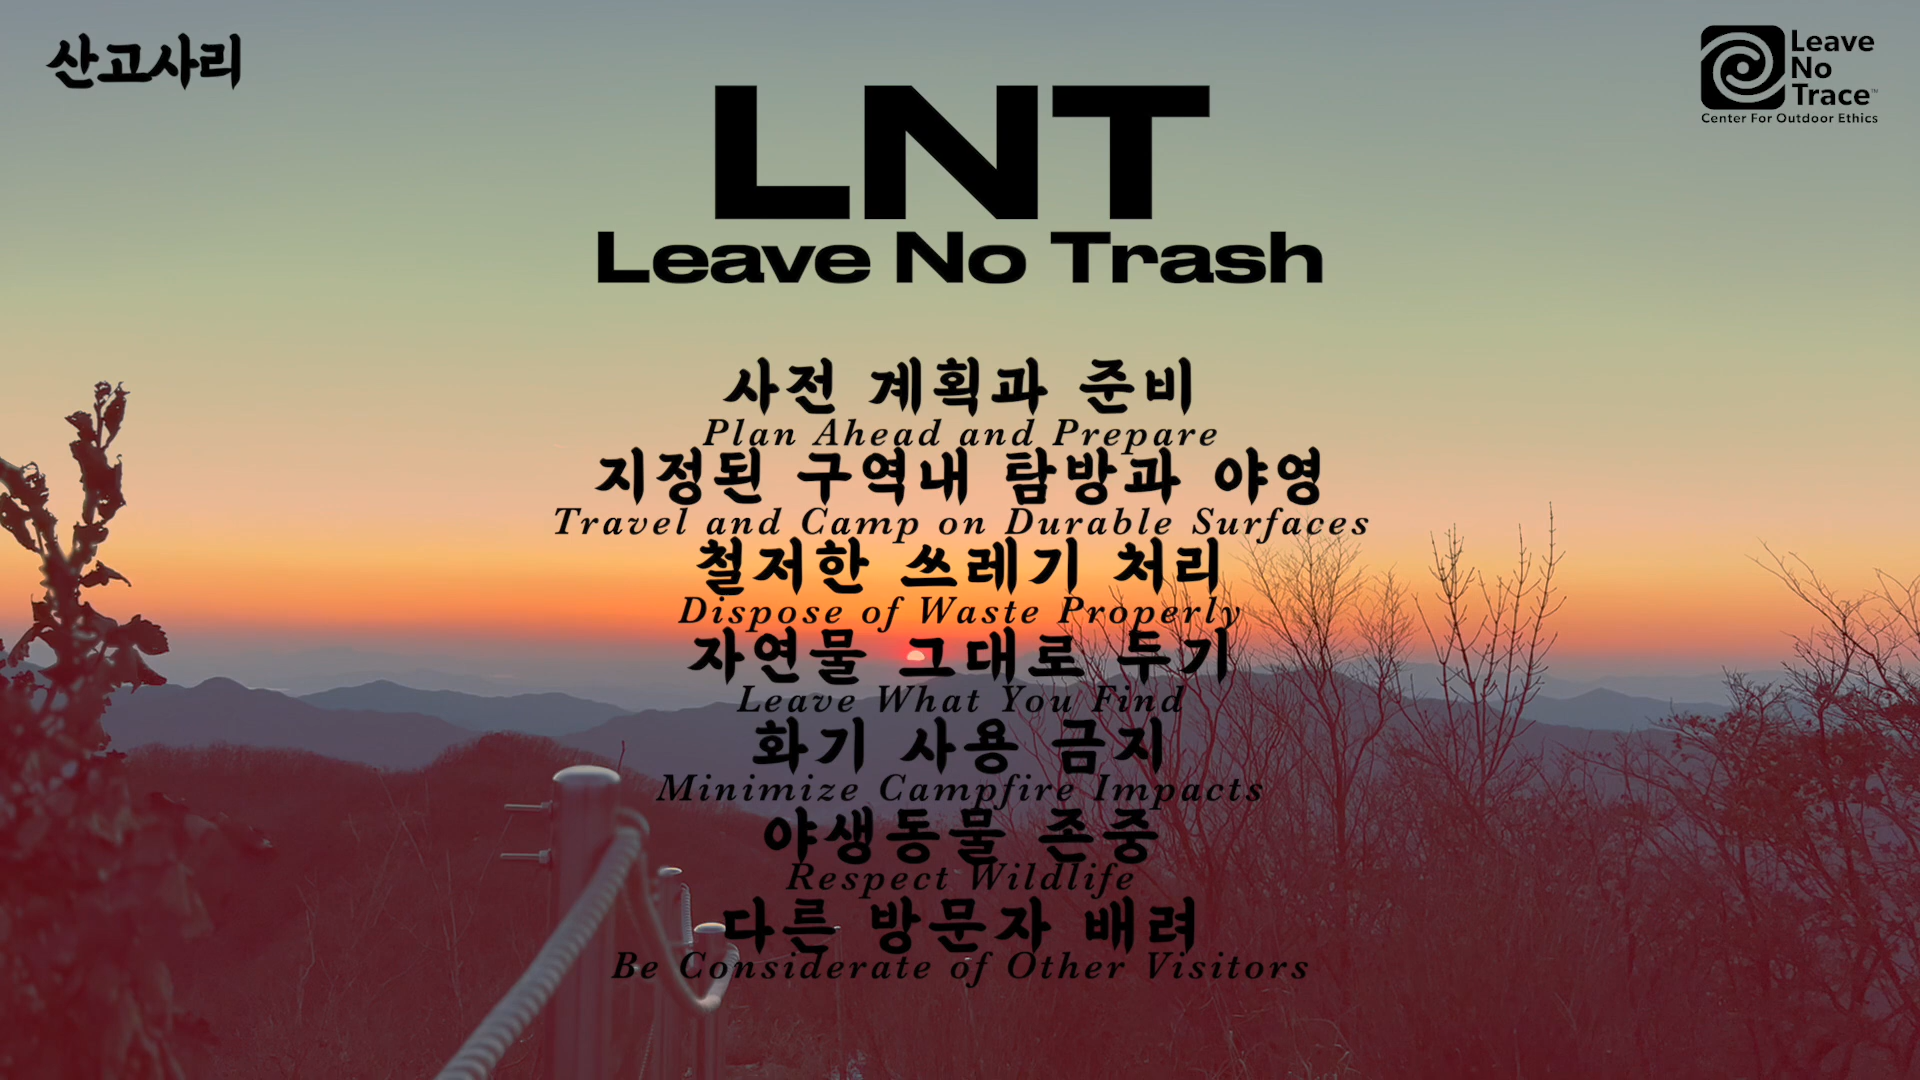 산고사리
Leave
No
Trace™
Center For Outdoor Ethics
LNT
Leave No Trash
사전 계획과 준비
Plan Ahead and Prepare
지정된 구역내 탐방과 야영
Travel and Camp on Durable Surfaces
철저한 쓰레기 처리
Dispose of Waste Properly
자연물 그대로 두기
Leave What You Find
화기 사용 금지
Minimize Campfire Impacts
야생동물 존중
Respect Wildlife
다른 방문자 배려
Be Considerate of Other Visitors